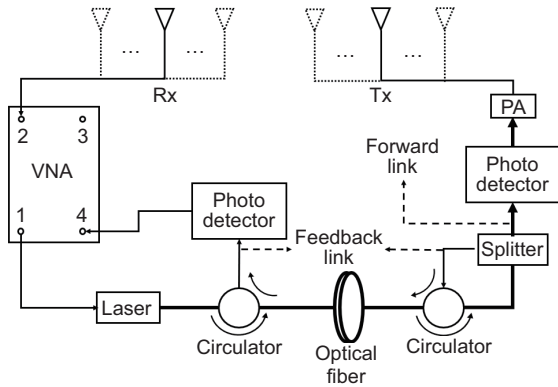 Rx
Tx
2
3
VNA
1
4
PA
Forward
link
Photo
detector
Photo
detector
Feedback
link
Splitter
Laser
Circulator
Optical
fiber
Circulator